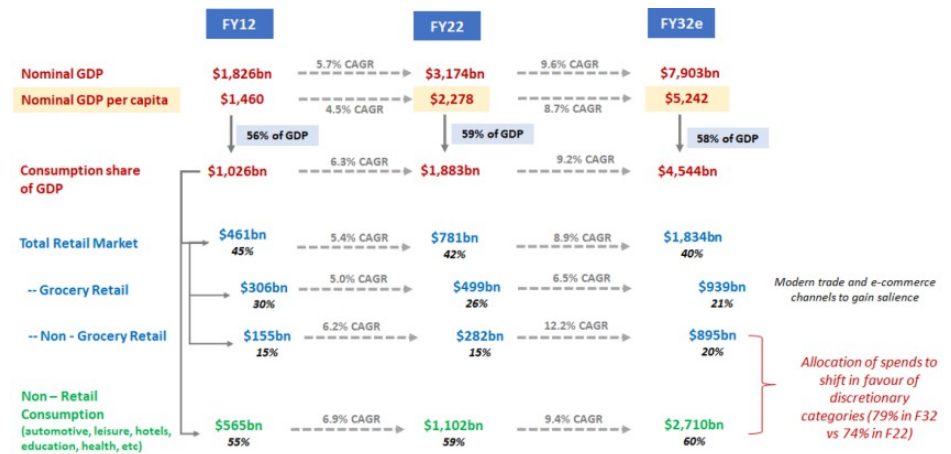 FY12 FY22 FY32e
Nominal GDP $1,826bn 5.7% CAGR $3,174bn 9.6% CAGR $7,903bn
Nominal GDP per capita $1,460 4.5% CAGR $2,278 8.7% CAGR $5,242
56% of GDP 59% of GDP 58% of GDP
Consumption share
of GDP
$1,026bn 6.3% CAGR $1,883bn 9.2% CAGR $4,544bn
Total Retail Market $461bn 5.4% CAGR $781bn 8.9% CAGR $1,834bn
45% 42% 40%
-- Grocery Retail $306bn 5.0% CAGR $499bn 6.5% CAGR $939bn
30% 26% 21%
Modern trade and e-commerce
channels to gain salience
-- Non - Grocery Retail $155bn 6.2% CAGR $282bn 12.2% CAGR $895bn
15% 15% 20%
Allocation of spends to
shift in favour of
discretionary
categories (79% in F32
vs 74% in F22)
Non – Retail
Consumption
(automotive, leisure, hotels,
education, health, etc)
$565bn 6.9% CAGR $1,102bn 9.4% CAGR $2,710bn
55% 59% 60%